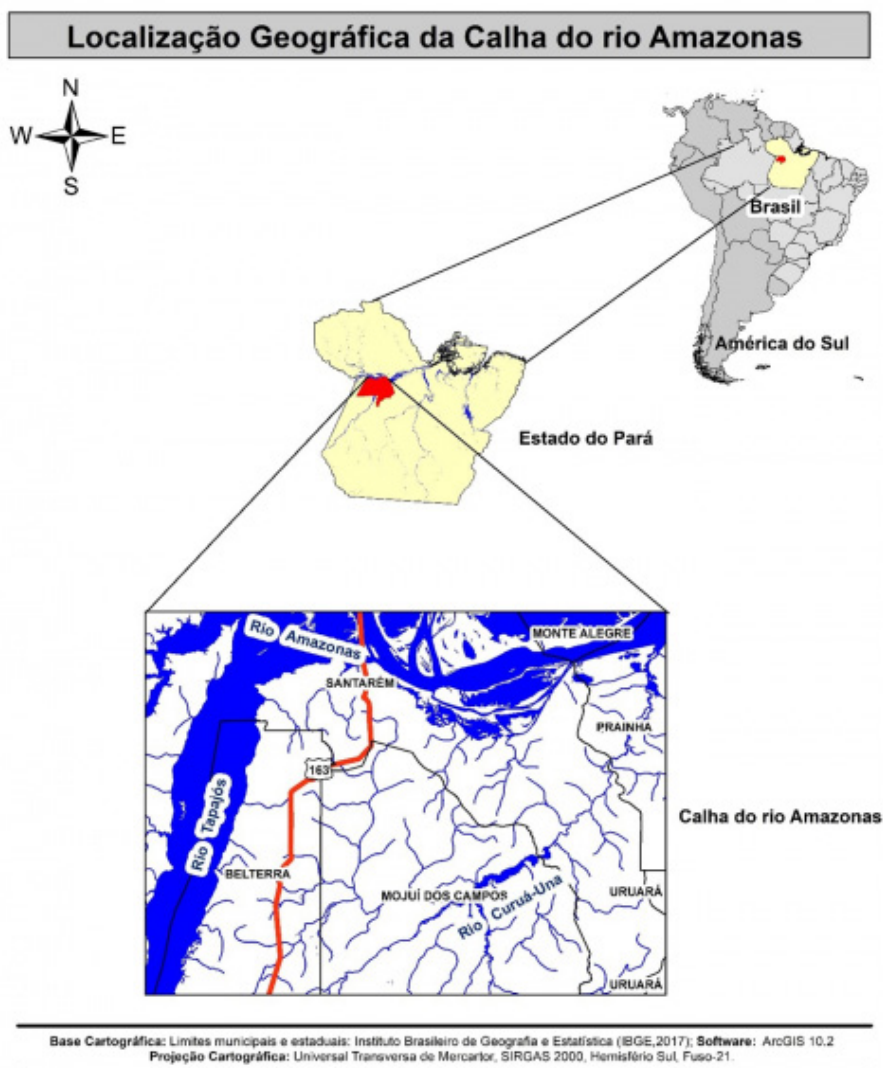 Localização Geográfica da Calha do rio Amazonas
N
W E
S
Brasil
América do Sul
Estado do Pará
Rio Amazonas
MONTE ALEGRE
SANTARÉM
PRAINHA
163
Rio Tapajós
Calha do rio Amazonas
BELTERRA
MOJUÍ DOS CAMPOS
URUARÁ
Rio Curuá-Una
URUARÁ
Base Cartográfica: Limites municipais e estaduais: Instituto Brasileiro de Geografia e Estatística (IBGE,2017); Software: ArcGIS 10.2
Projeção Cartográfica: Universal Transversa de Mercartor, SIRGAS 2000, Hemisfério Sul, Fuso-21.